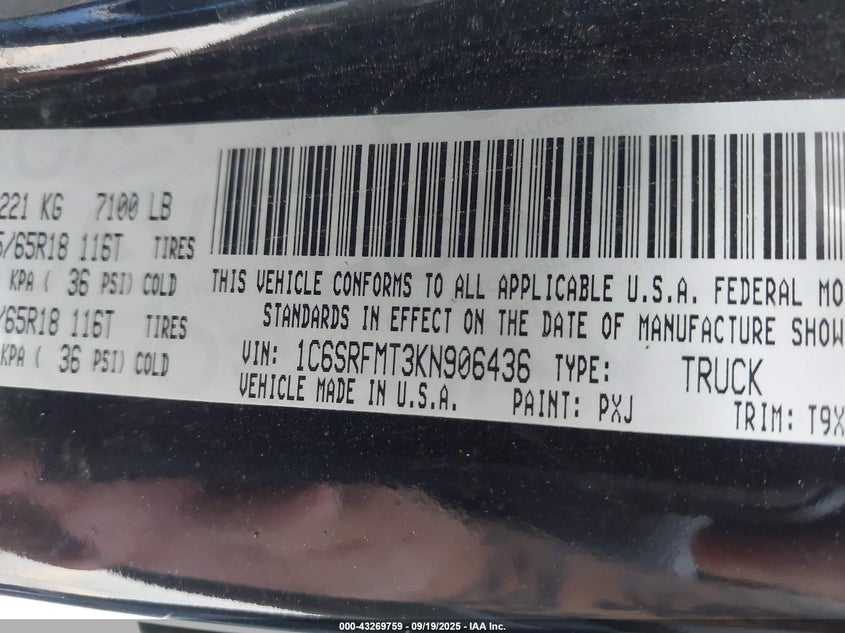 221 KG 7100 LB
/65R18 116T TIRES
KPA ( 36 PSI) COLD
/65R18 116T TIRES
KPA ( 36 PSI) COLD
THIS VEHICLE CONFORMS TO ALL APPLICABLE U.S.A. FEDERAL MO
STANDARDS IN EFFECT ON THE DATE OF MANUFACTURE SHOW
VIN: 1C6SRFMT3KN906436 TYPE: TRUCK
VEHICLE MADE IN U.S.A. PAINT: PXJ TRIM: T9X
000-43269759 - 09/19/2025 - IAA Inc.